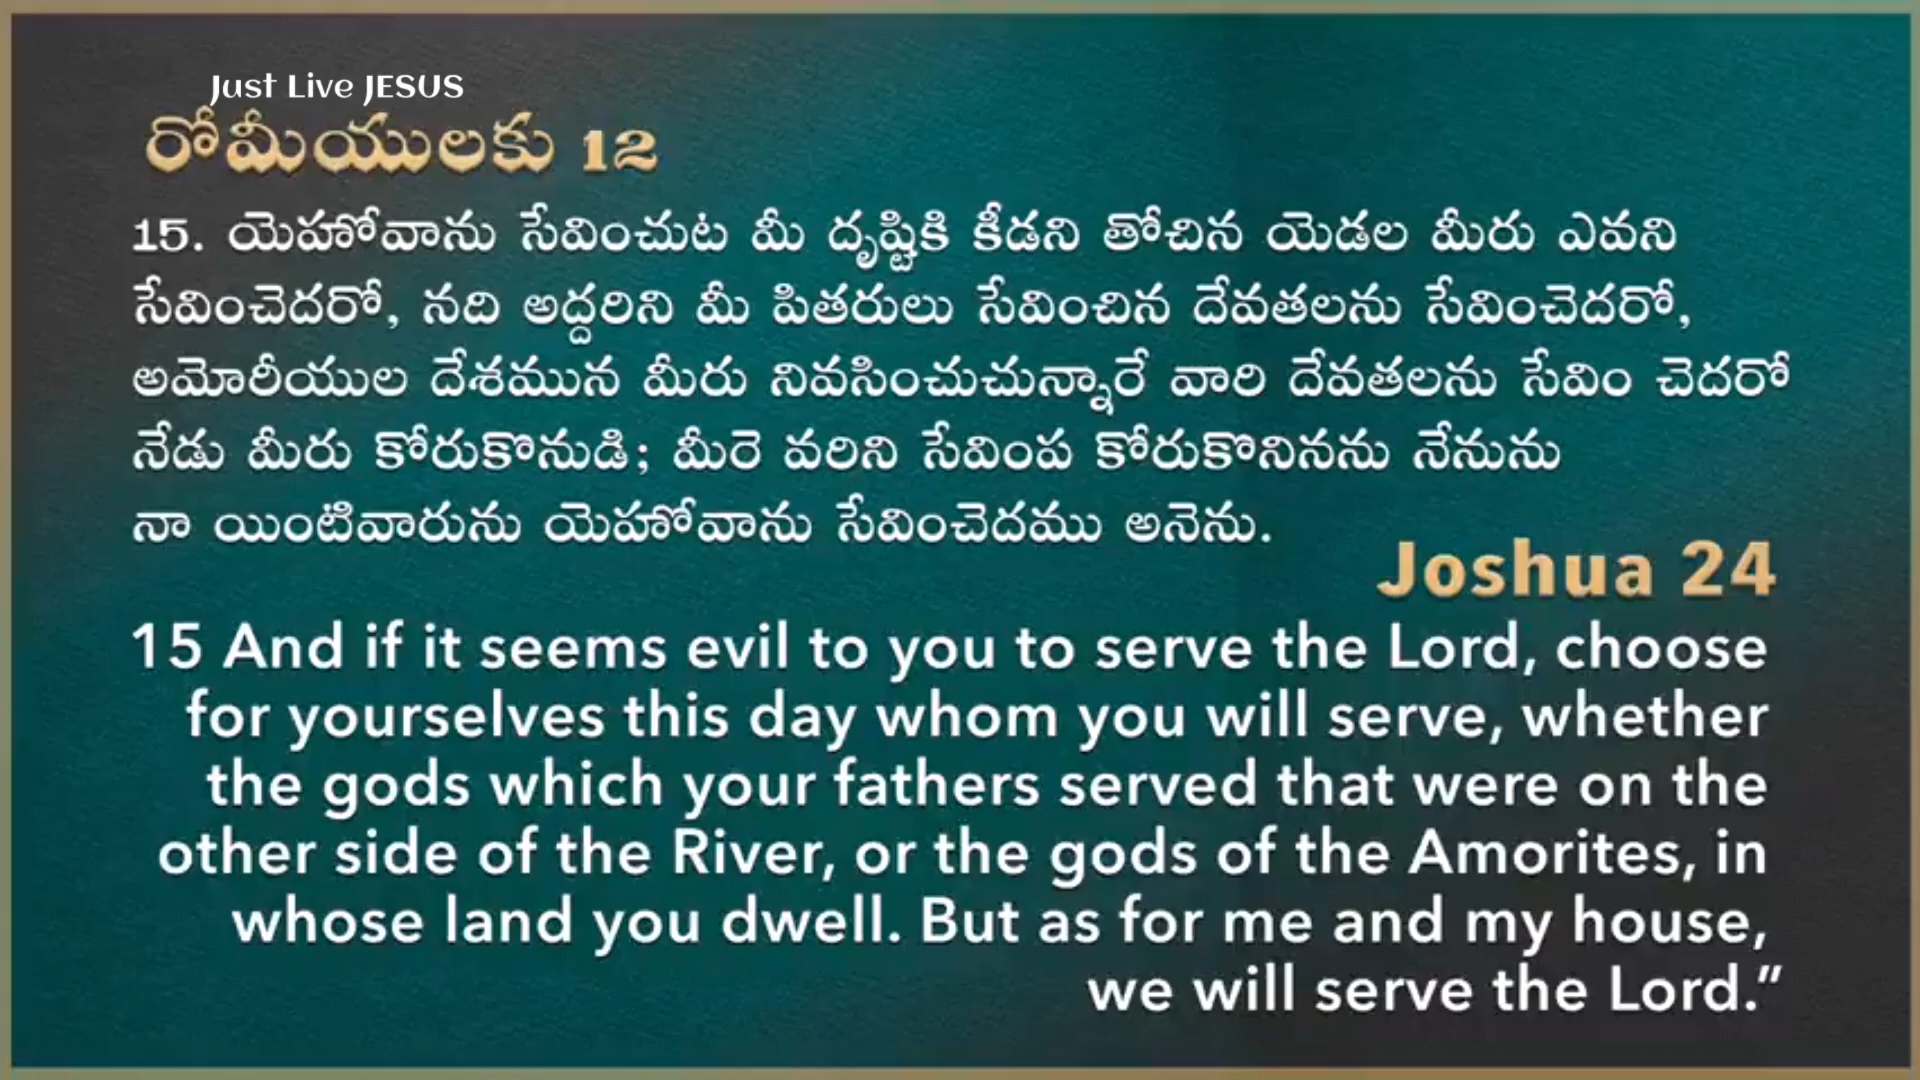 Just Live JESUS
రోమీయులకు 12
15. యెహోవాను సేవించుట మీ దృష్టికి కీడని తోచిన యెడల మీరు ఎవని
సేవించెదరో, నది అద్దరిని మీ పితరులు సేవించిన దేవతలను సేవించెదరో,
అమోరీయుల దేశమున మీరు నివసించుచున్నారే వారి దేవతలను సేవిం చెదరో
నేడు మీరు కోరుకొనుడి; మీరె వరిని సేవింప కోరుకొనినను నేనును
నా యింటివారును యెహోవాను సేవించెదము అనెను.
Joshua 24
15 And if it seems evil to you to serve the Lord, choose
for yourselves this day whom you will serve, whether
the gods which your fathers served that were on the
other side of the River, or the gods of the Amorites, in
whose land you dwell. But as for me and my house,
we will serve the Lord.”